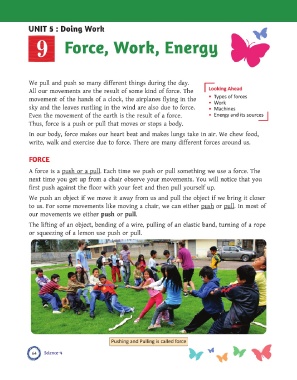 UNIT 5 : Doing Work
9 Force, Work, Energy
We pull and push so many different things during the day.
All our movements are the result of some kind of force. The
movement of the hands of a clock, the airplanes flying in the
sky and the leaves rustling in the wind are also due to force.
Even the movement of the earth is the result of a force.
Thus, force is a push or pull that moves or stops a body.
Looking Ahead
• Types of forces
• Work
• Machines
• Energy and its sources
In our body, force makes our heart beat and makes lungs take in air. We chew food,
write, walk and exercise due to force. There are many different forces around us.
FORCE
A force is a push or a pull. Each time we push or pull something we use a force. The
next time you get up from a chair observe your movements. You will notice that you
first push against the floor with your feet and then pull yourself up.
We push an object if we move it away from us and pull the object if we bring it closer
to us. For some movements like moving a chair, we can either push or pull. In most of
our movements we either push or pull.
The lifting of an object, bending of a wire, pulling of an elastic band, turning of a rope
or squeezing of a lemon use push or pull.
Pushing and Pulling is called force
64 Science-4